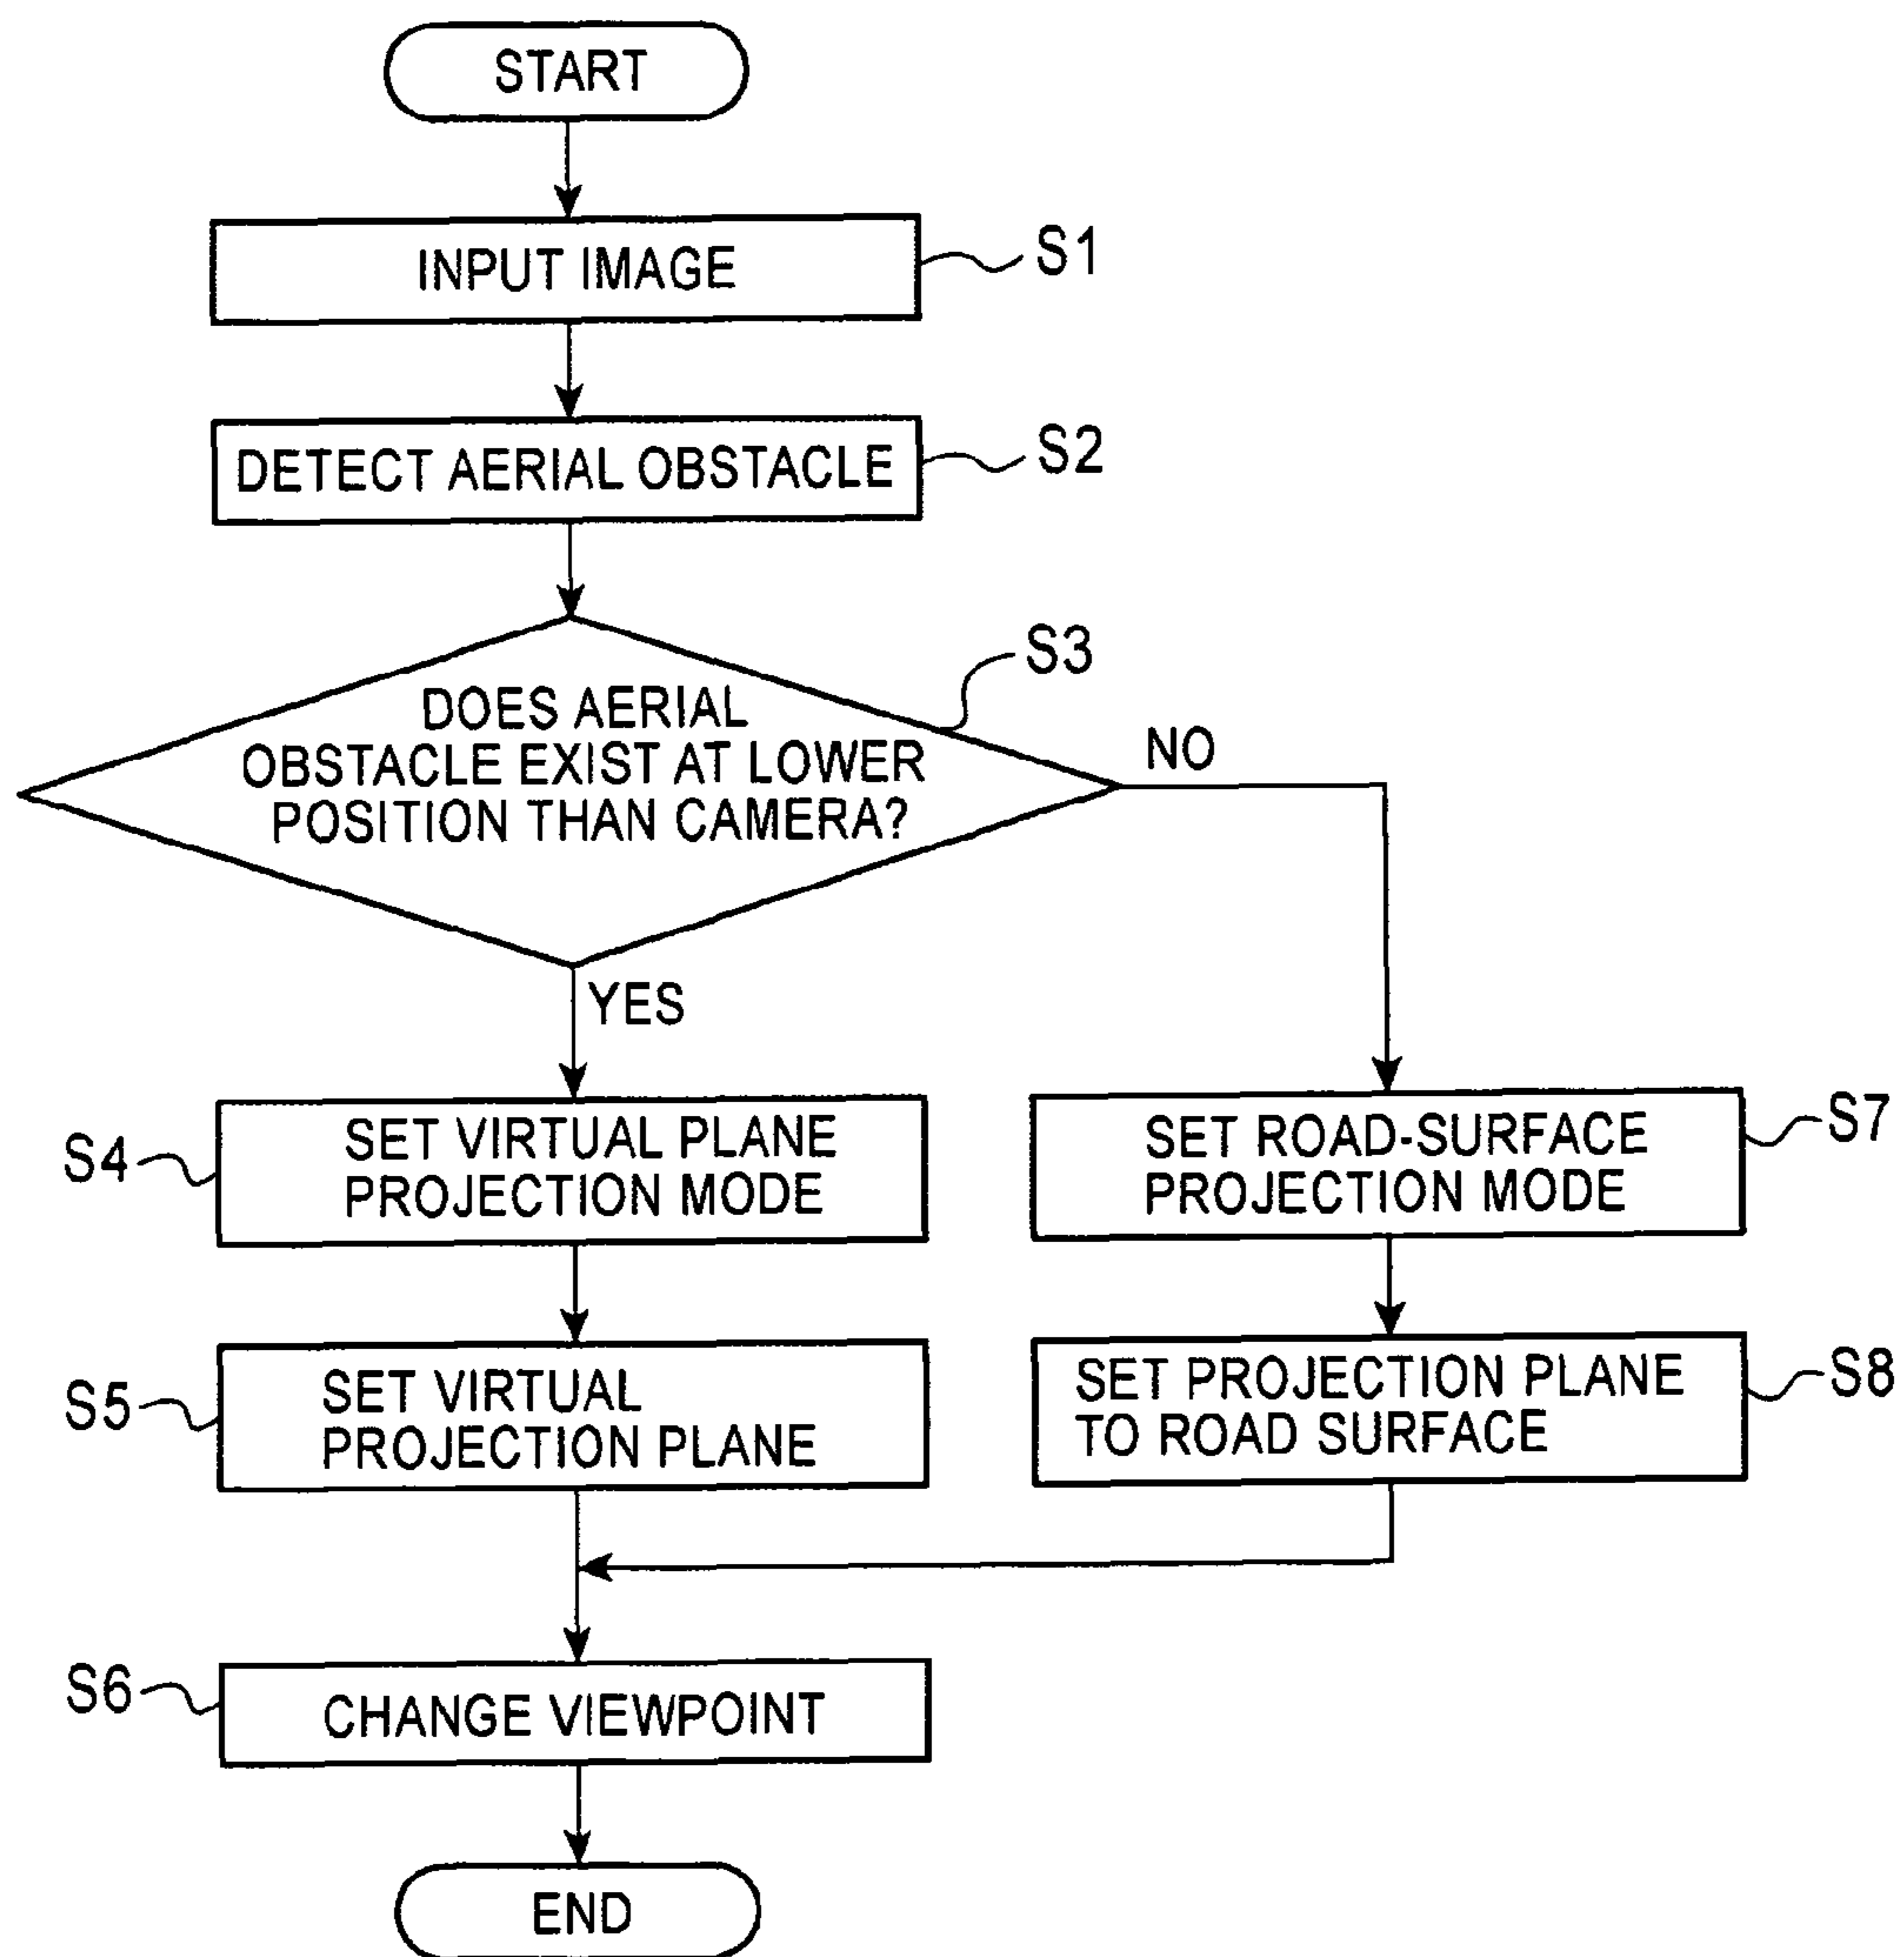 START
INPUT IMAGE
S1
DETECT AERIAL OBSTACLE
S2
S3
DOES AERIAL
OBSTACLE EXIST AT LOWER
POSITION THAN CAMERA?
NO
YES
S4
SET VIRTUAL PLANE
PROJECTION MODE
SET ROAD-SURFACE
PROJECTION MODE
S7
S5
SET VIRTUAL
PROJECTION PLANE
SET PROJECTION PLANE
TO ROAD SURFACE
S8
S6
CHANGE VIEWPOINT
END